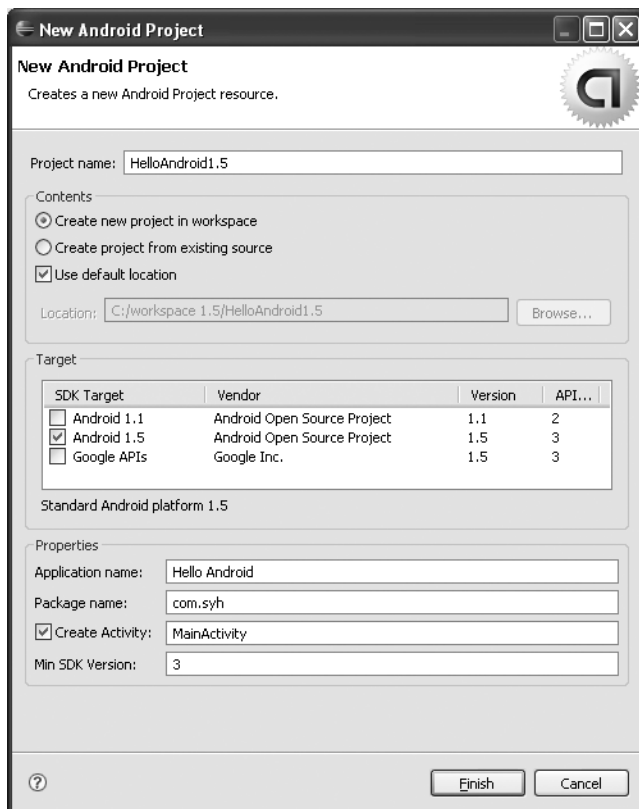 New Android Project
New Android Project
Creates a new Android Project resource.
Project name: HelloAndroid1.5
Contents
Create new project in workspace
Create project from existing source
Use default location
Location: C:/workspace 1.5/HelloAndroid1.5 Browse...
Target
SDK Target Vendor Version API...
Android 1.1 Android Open Source Project 1.1 2
Android 1.5 Android Open Source Project 1.5 3
Google APIs Google Inc. 1.5 3
Standard Android platform 1.5
Properties
Application name: Hello Android
Package name: com.syh
Create Activity: MainActivity
Min SDK Version: 3
? Finish Cancel